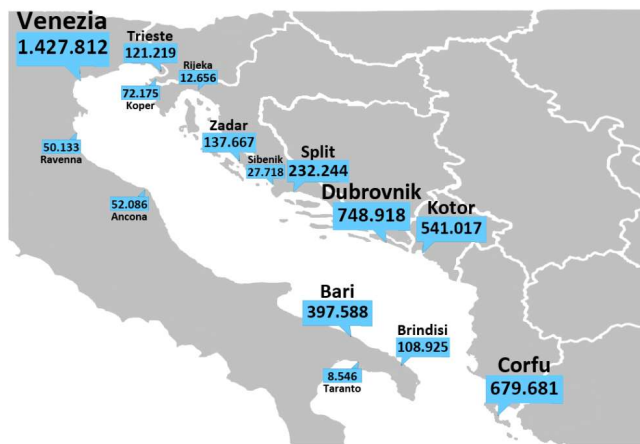 Venezia
1.427.812
Trieste
121.219
Rijeka
12.656
72.175
Koper
Zadar
137.667
50.133
Ravenna
Sibenik
27.718
Split
232.244
52.086
Ancona
Dubrovnik
748.918
Kotor
541.017
Bari
397.588
Brindisi
108.925
8.546
Taranto
Corfu
679.681